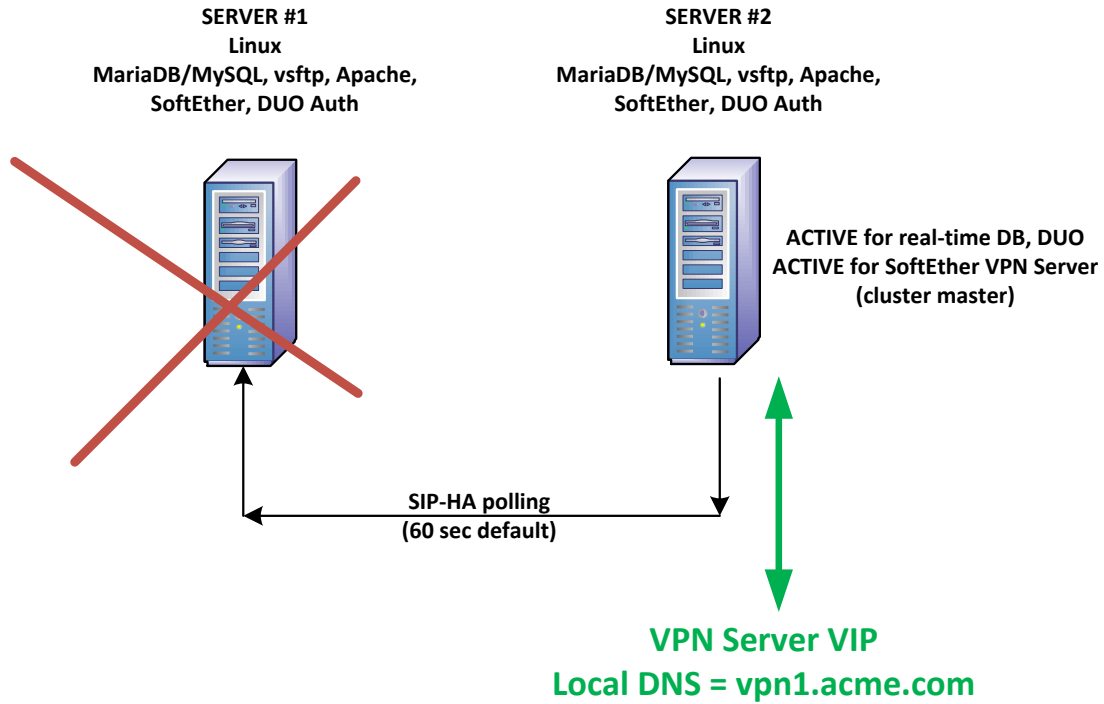 SERVER #1
Linux
MariaDB/MySQL, vsftp, Apache,
SoftEther, DUO Auth
SERVER #2
Linux
MariaDB/MySQL, vsftp, Apache,
SoftEther, DUO Auth
ACTIVE for real-time DB, DUO
ACTIVE for SoftEther VPN Server
(cluster master)
SIP-HA polling
(60 sec default)
VPN Server VIP
Local DNS = vpn1.acme.com